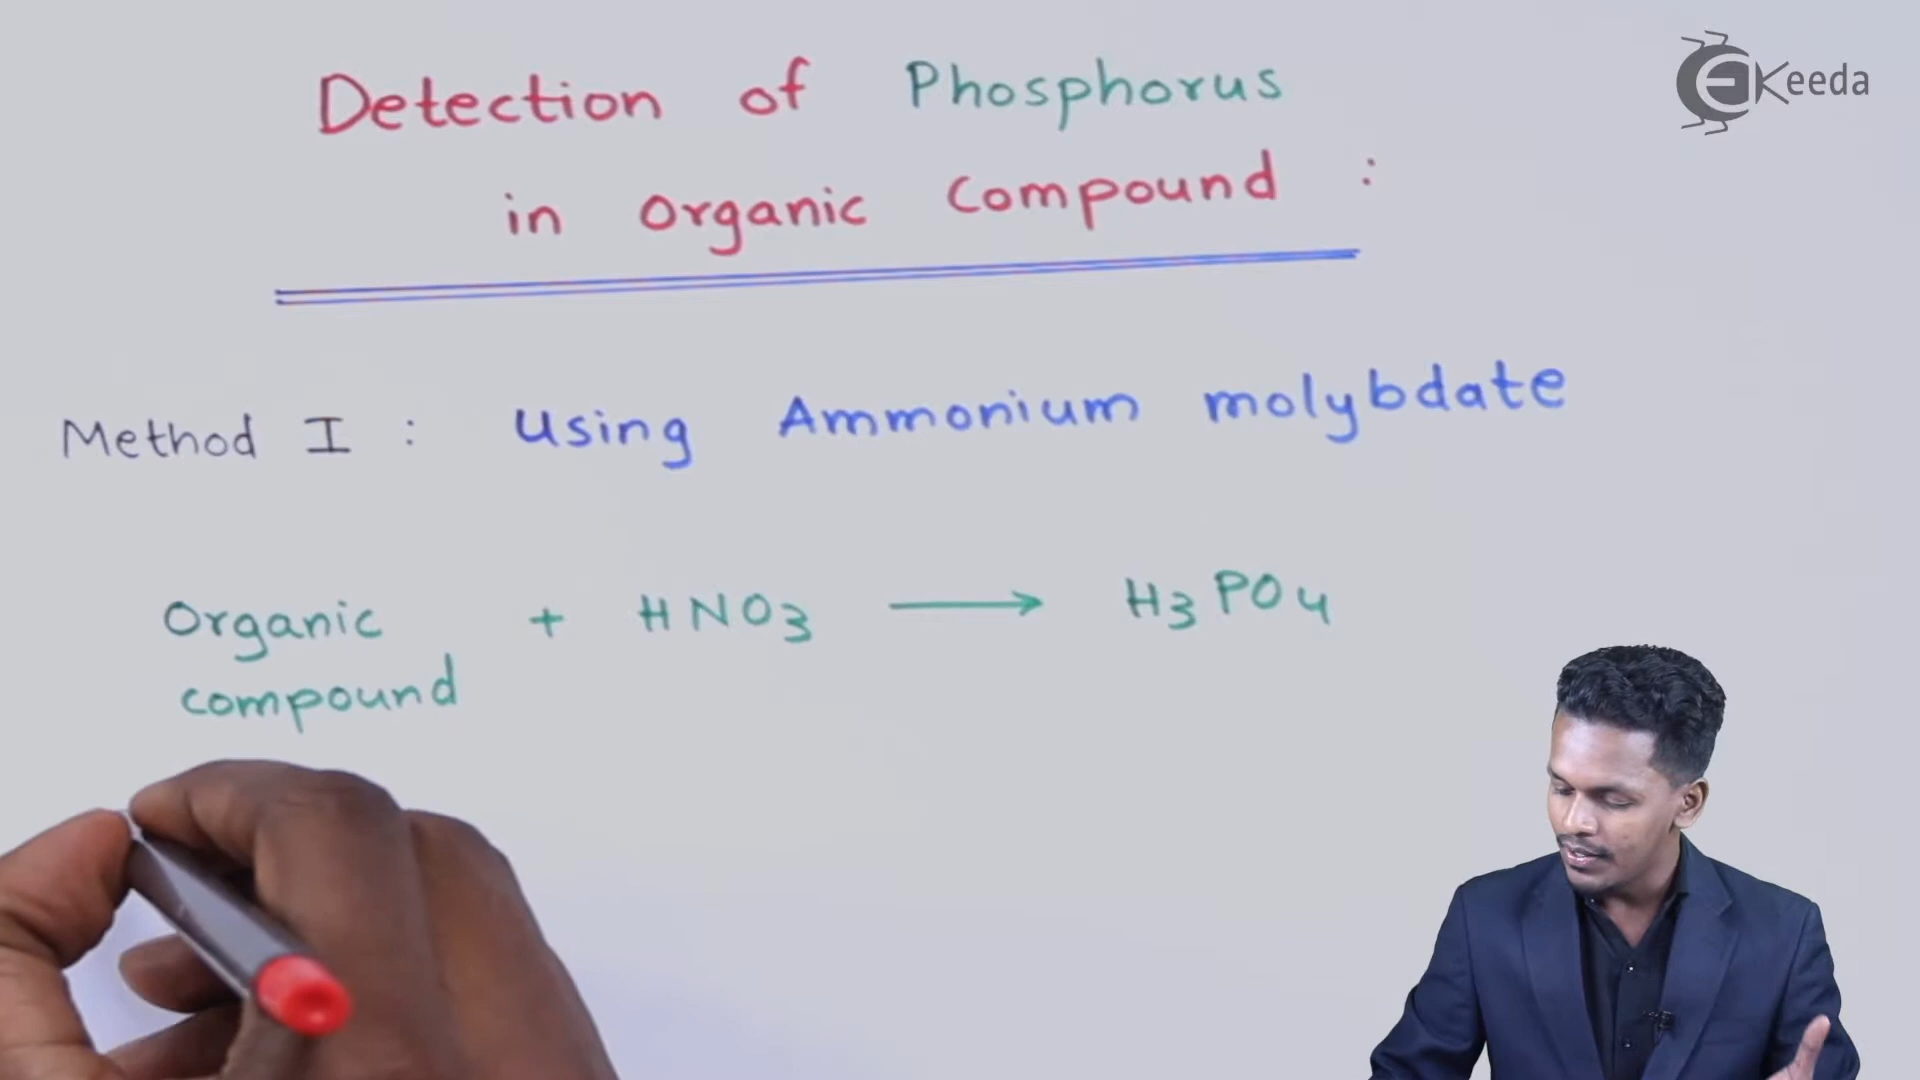 Detection of Phosphorus
in Organic Compound :
Method I : Using Ammonium molybdate
Organic + HNO3 ⟶ H3PO4
compound
EKeeda